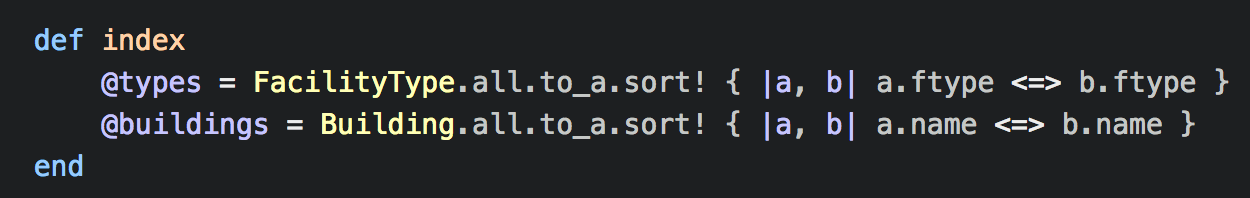 def index
    @types = FacilityType.all.to_a.sort! { |a, b| a.ftype <=> b.ftype }
    @buildings = Building.all.to_a.sort! { |a, b| a.name <=> b.name }
end